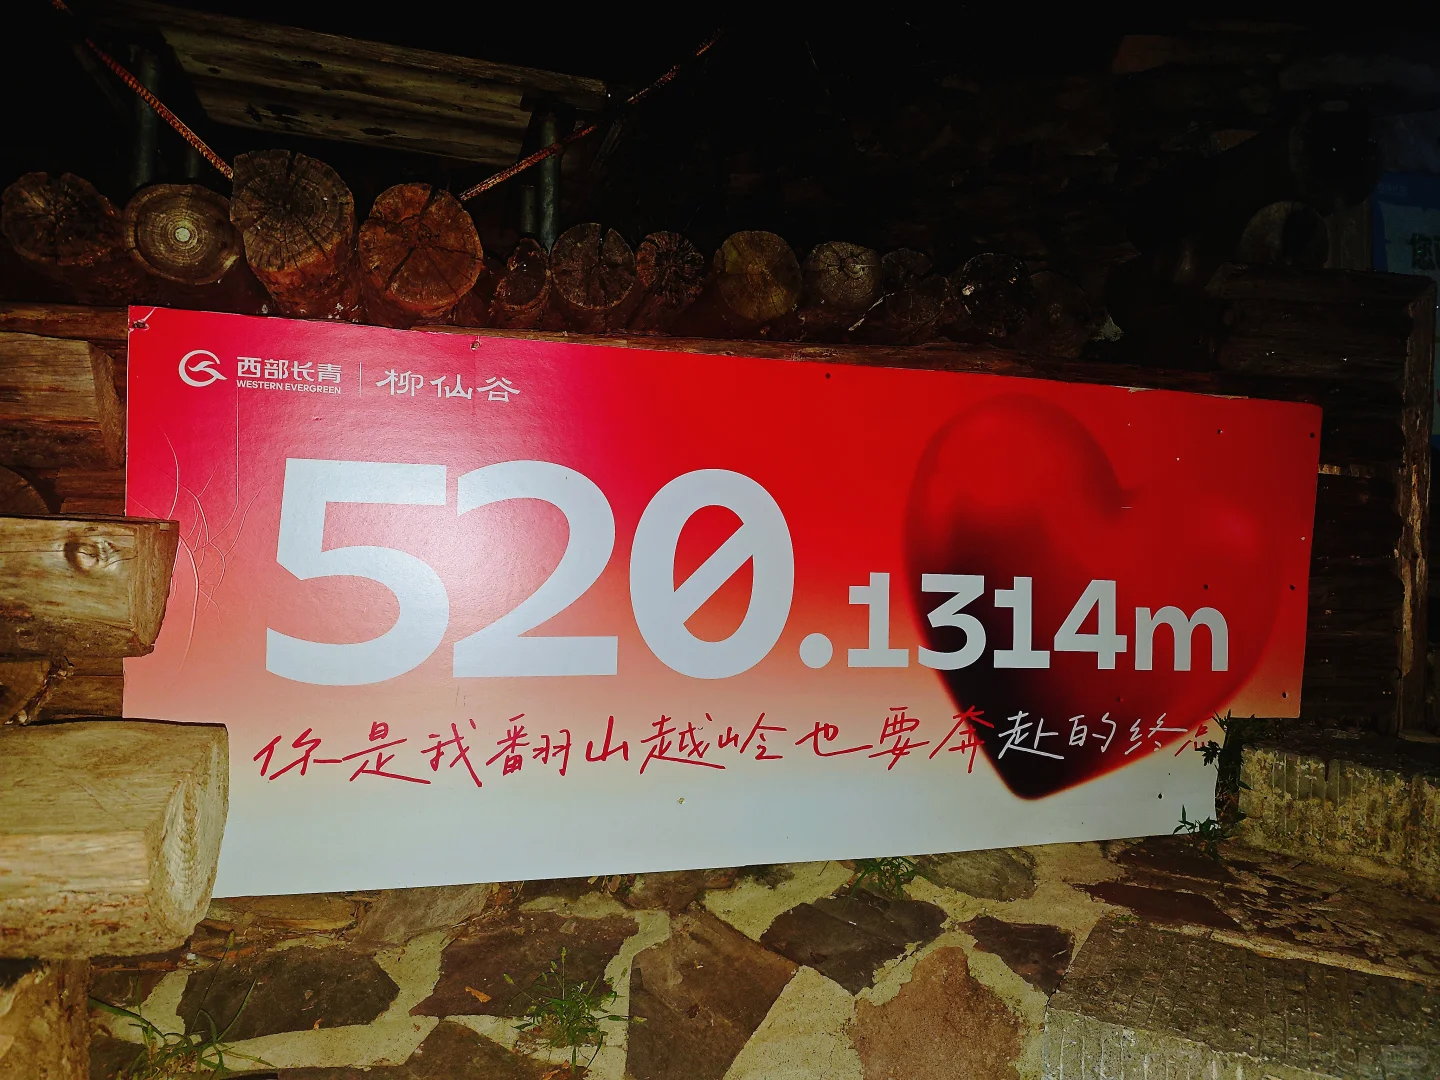 西部长青 柳仙谷
WESTERN EVERGREEN
520.1314m
你是我翻山越岭也要奔赴的终点